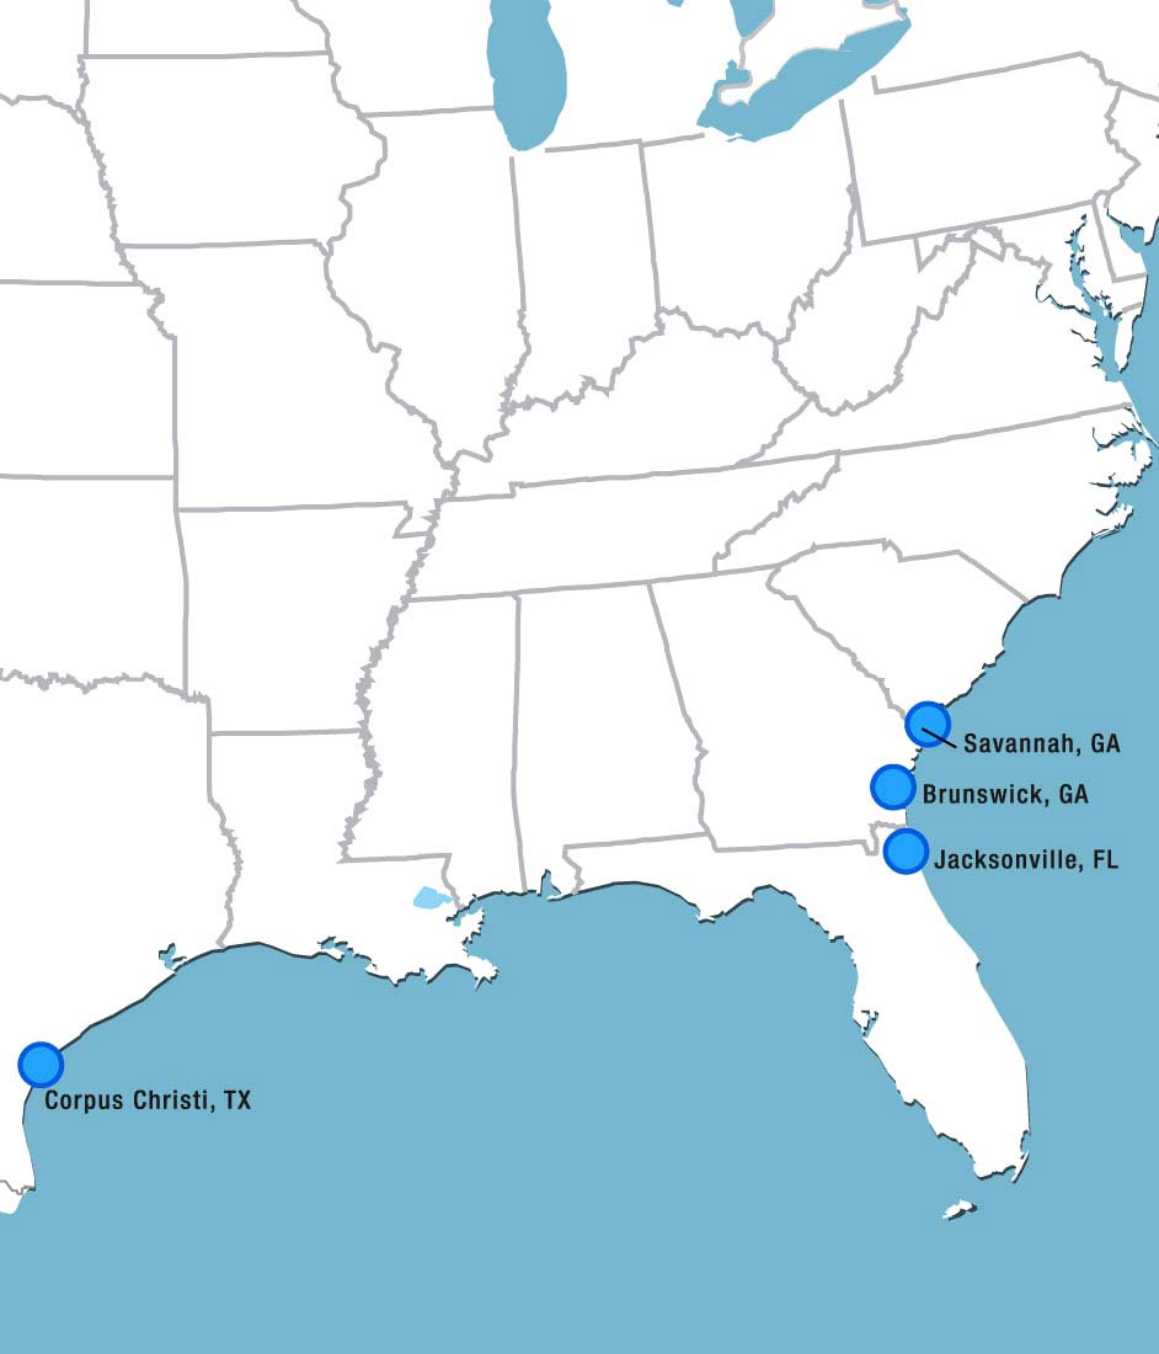 Savannah, GA
Brunswick, GA
Jacksonville, FL
Corpus Christi, TX